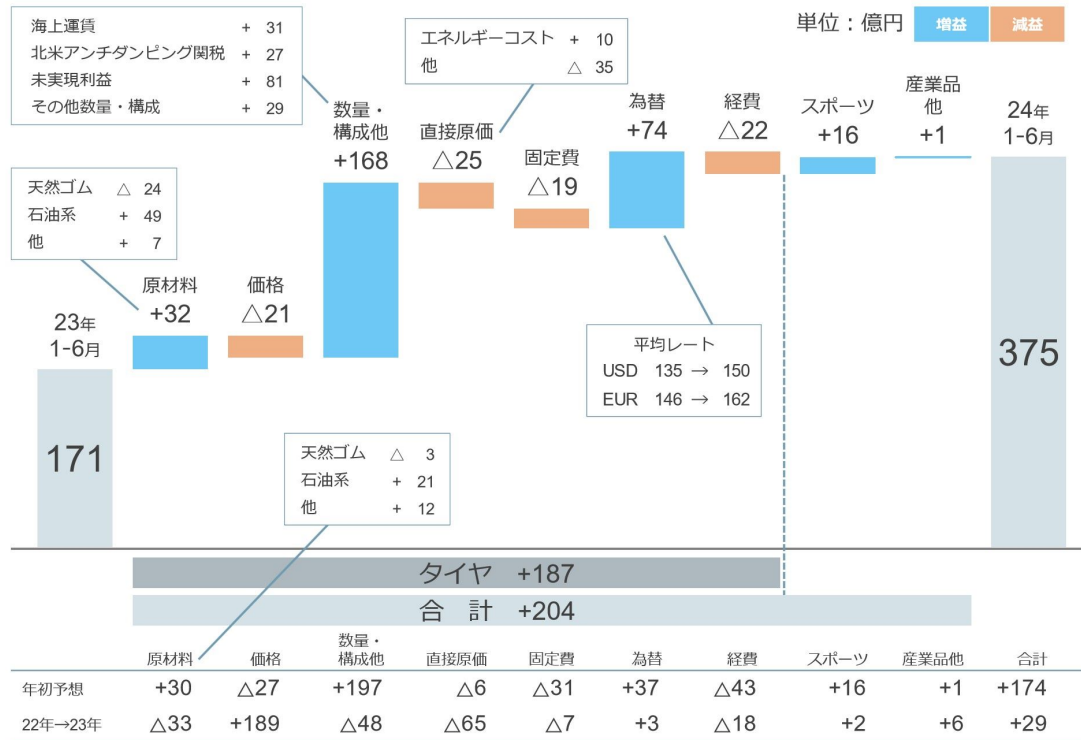 単位：億円 増益 減益
海上運賃 + 31
北米アンチダンピング関税 + 27
未実現利益 + 81
その他数量・構成 + 29
エネルギーコスト + 10
他 △ 35
天然ゴム △ 24
石油系 + 49
他 + 7
23年
1-6月
171
原材料
+32
価格
△21
数量・
構成他
+168
直接原価
△25
固定費
△19
為替
+74
経費
△22
スポーツ
+16
産業品
他
+1
24年
1-6月
375
平均レート
USD 135 → 150
EUR 146 → 162
天然ゴム △ 3
石油系 + 21
他 + 12
タイヤ +187
合 計 +204
原材料 価格 数量・
構成他 直接原価 固定費 為替 経費 スポーツ 産業品他 合計
年初予想 +30 △27 +197 △6 △31 +37 △43 +16 +1 +174
22年→23年 △33 +189 △48 △65 △7 +3 △18 +2 +6 +29